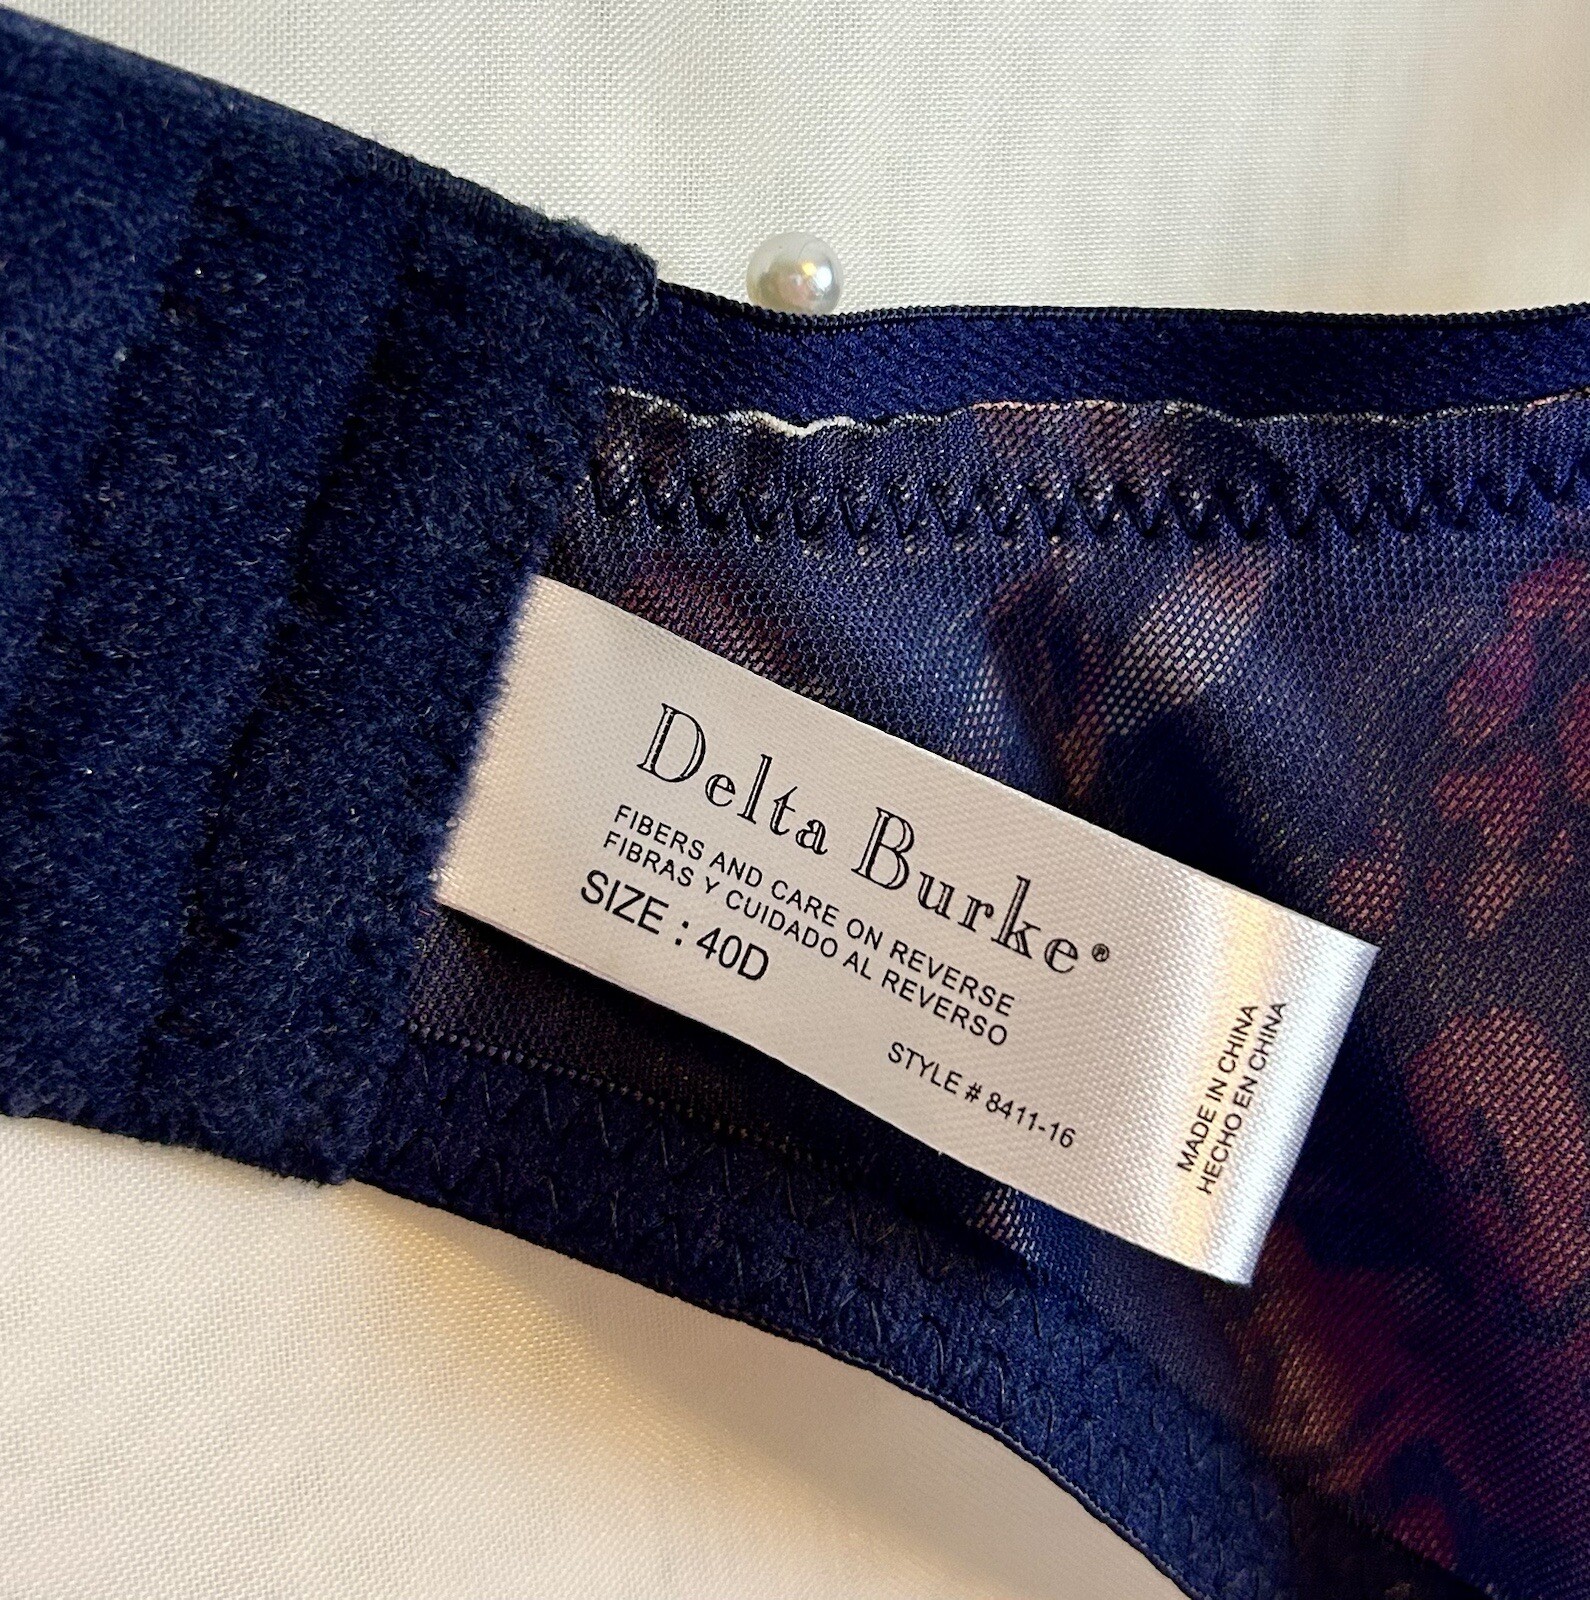 Delta Burke®
FIBERS AND CARE ON REVERSE
FIBRAS Y CUIDADO AL REVERSO
SIZE : 40D
STYLE # 8411-16
MADE IN CHINA
HECHO EN CHINA